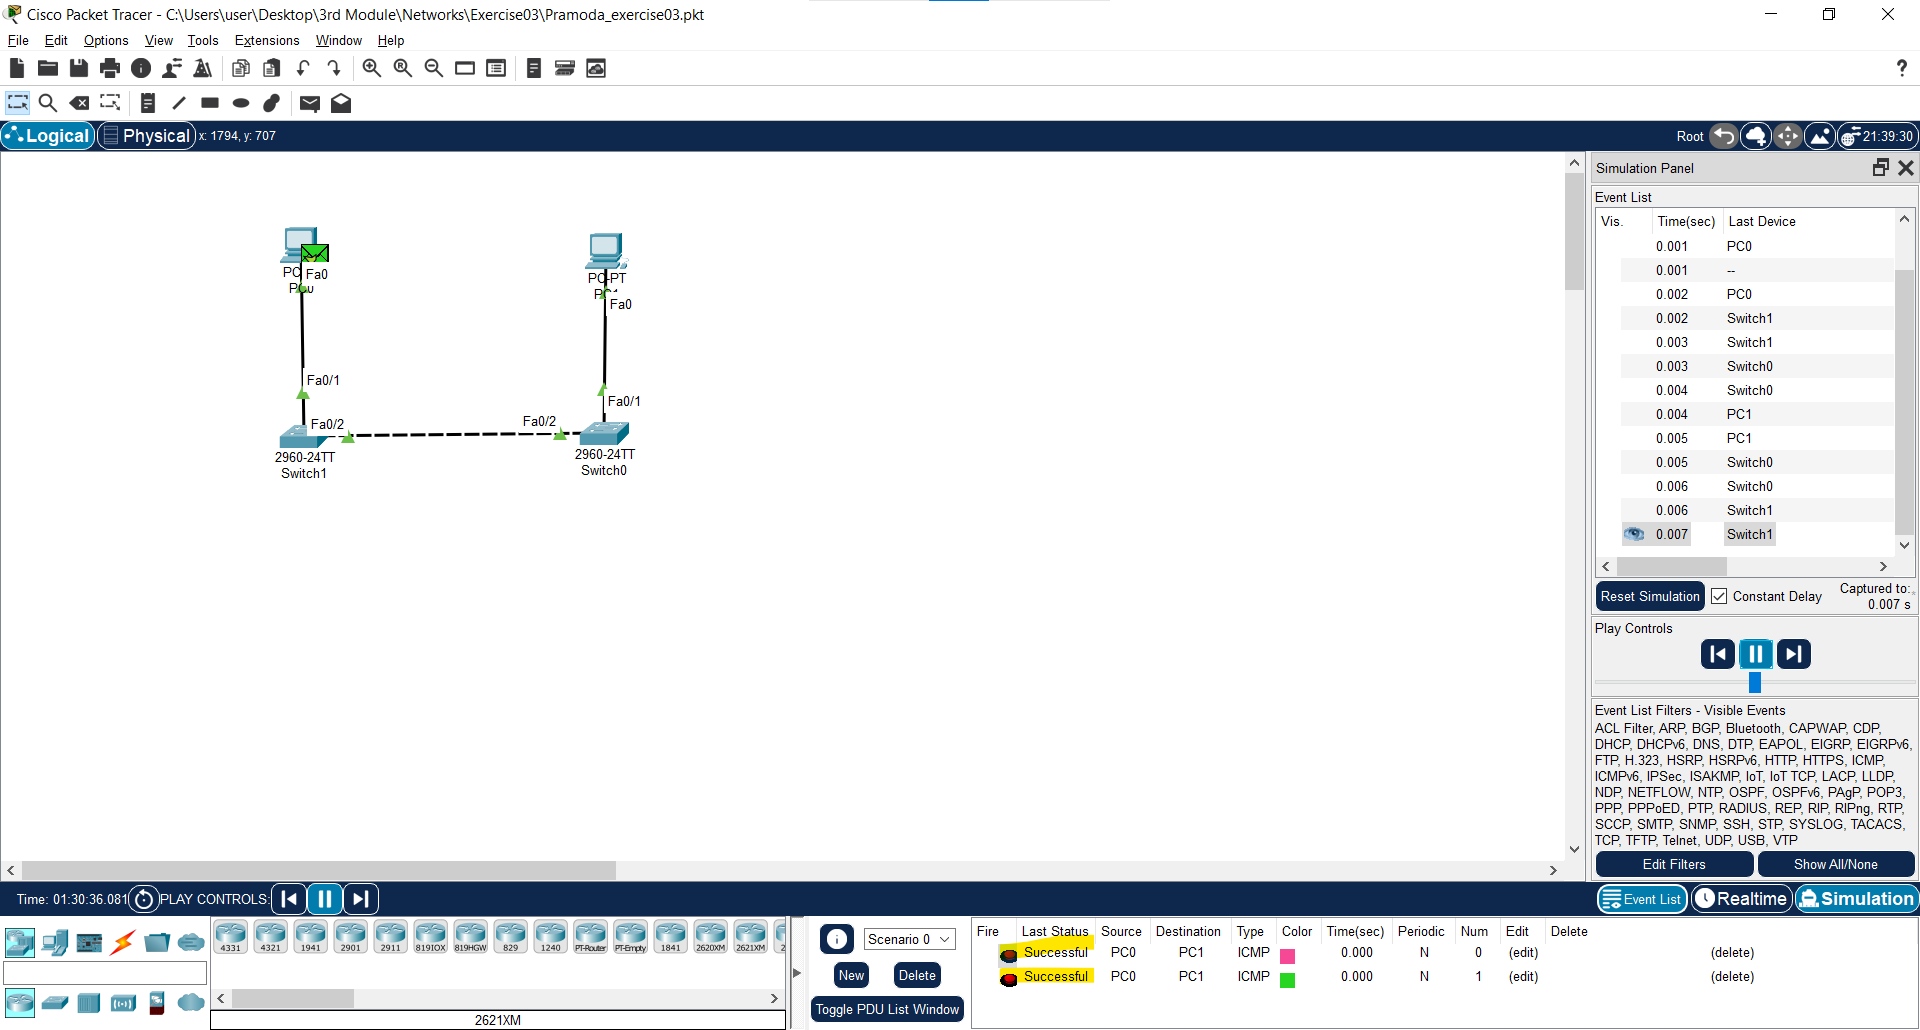 Cisco Packet Tracer - C:\Users\user\Desktop\3rd Module\Networks\Exercise03\Pramoda_exercise03.pkt
File Edit Options View Tools Extensions Window Help
?
Logical Physical x: 1794, y: 707
Root 21:39:30
PC Fa0
PC-PT
Fa0
Fa0/1
Fa0/1
Fa0/2
Fa0/2
2960-24TT
Switch1
2960-24TT
Switch0
Simulation Panel
Event List
Vis. Time(sec) Last Device
0.001 PC0
0.001 --
0.002 PC0
0.002 Switch1
0.003 Switch1
0.003 Switch0
0.004 Switch0
0.004 PC1
0.005 PC1
0.005 Switch0
0.006 Switch0
0.006 Switch1
0.007 Switch1
Reset Simulation Constant Delay Captured to:
0.007 s
Play Controls
Event List Filters - Visible Events
ACL Filter, ARP, BGP, Bluetooth, CAPWAP, CDP,
DHCP, DHCPv6, DNS, DTP, EAPOL, EIGRP, EIGRPv6,
FTP, H.323, HSRP, HSRPv6, HTTP, HTTPS, ICMP,
ICMPv6, IPSec, ISAKMP, IoT, IoT TCP, LACP, LLDP,
NDP, NETFLOW, NTP, OSPF, OSPFv6, PAgP, POP3,
PPP, PPPoED, PTP, RADIUS, REP, RIP, RIPng, RTP,
SCCP, SMTP, SNMP, SSH, STP, SYSLOG, TACACS,
TCP, TFTP, Telnet, UDP, USB, VTP
Edit Filters Show All/None
Time: 01:30:36.081 PLAY CONTROLS:
Event List Realtime Simulation
4331 4321 1941 2901 2911 819IOX 819HGW 829 1240 PT-Router PT-Empty 1841 2620XM 2621XM 2
2621XM
Scenario 0
New Delete
Toggle PDU List Window
Fire Last Status Source Destination Type Color Time(sec) Periodic Num Edit Delete
Successful PC0 PC1 ICMP 0.000 N 0 (edit) (delete)
Successful PC0 PC1 ICMP 0.000 N 1 (edit) (delete)